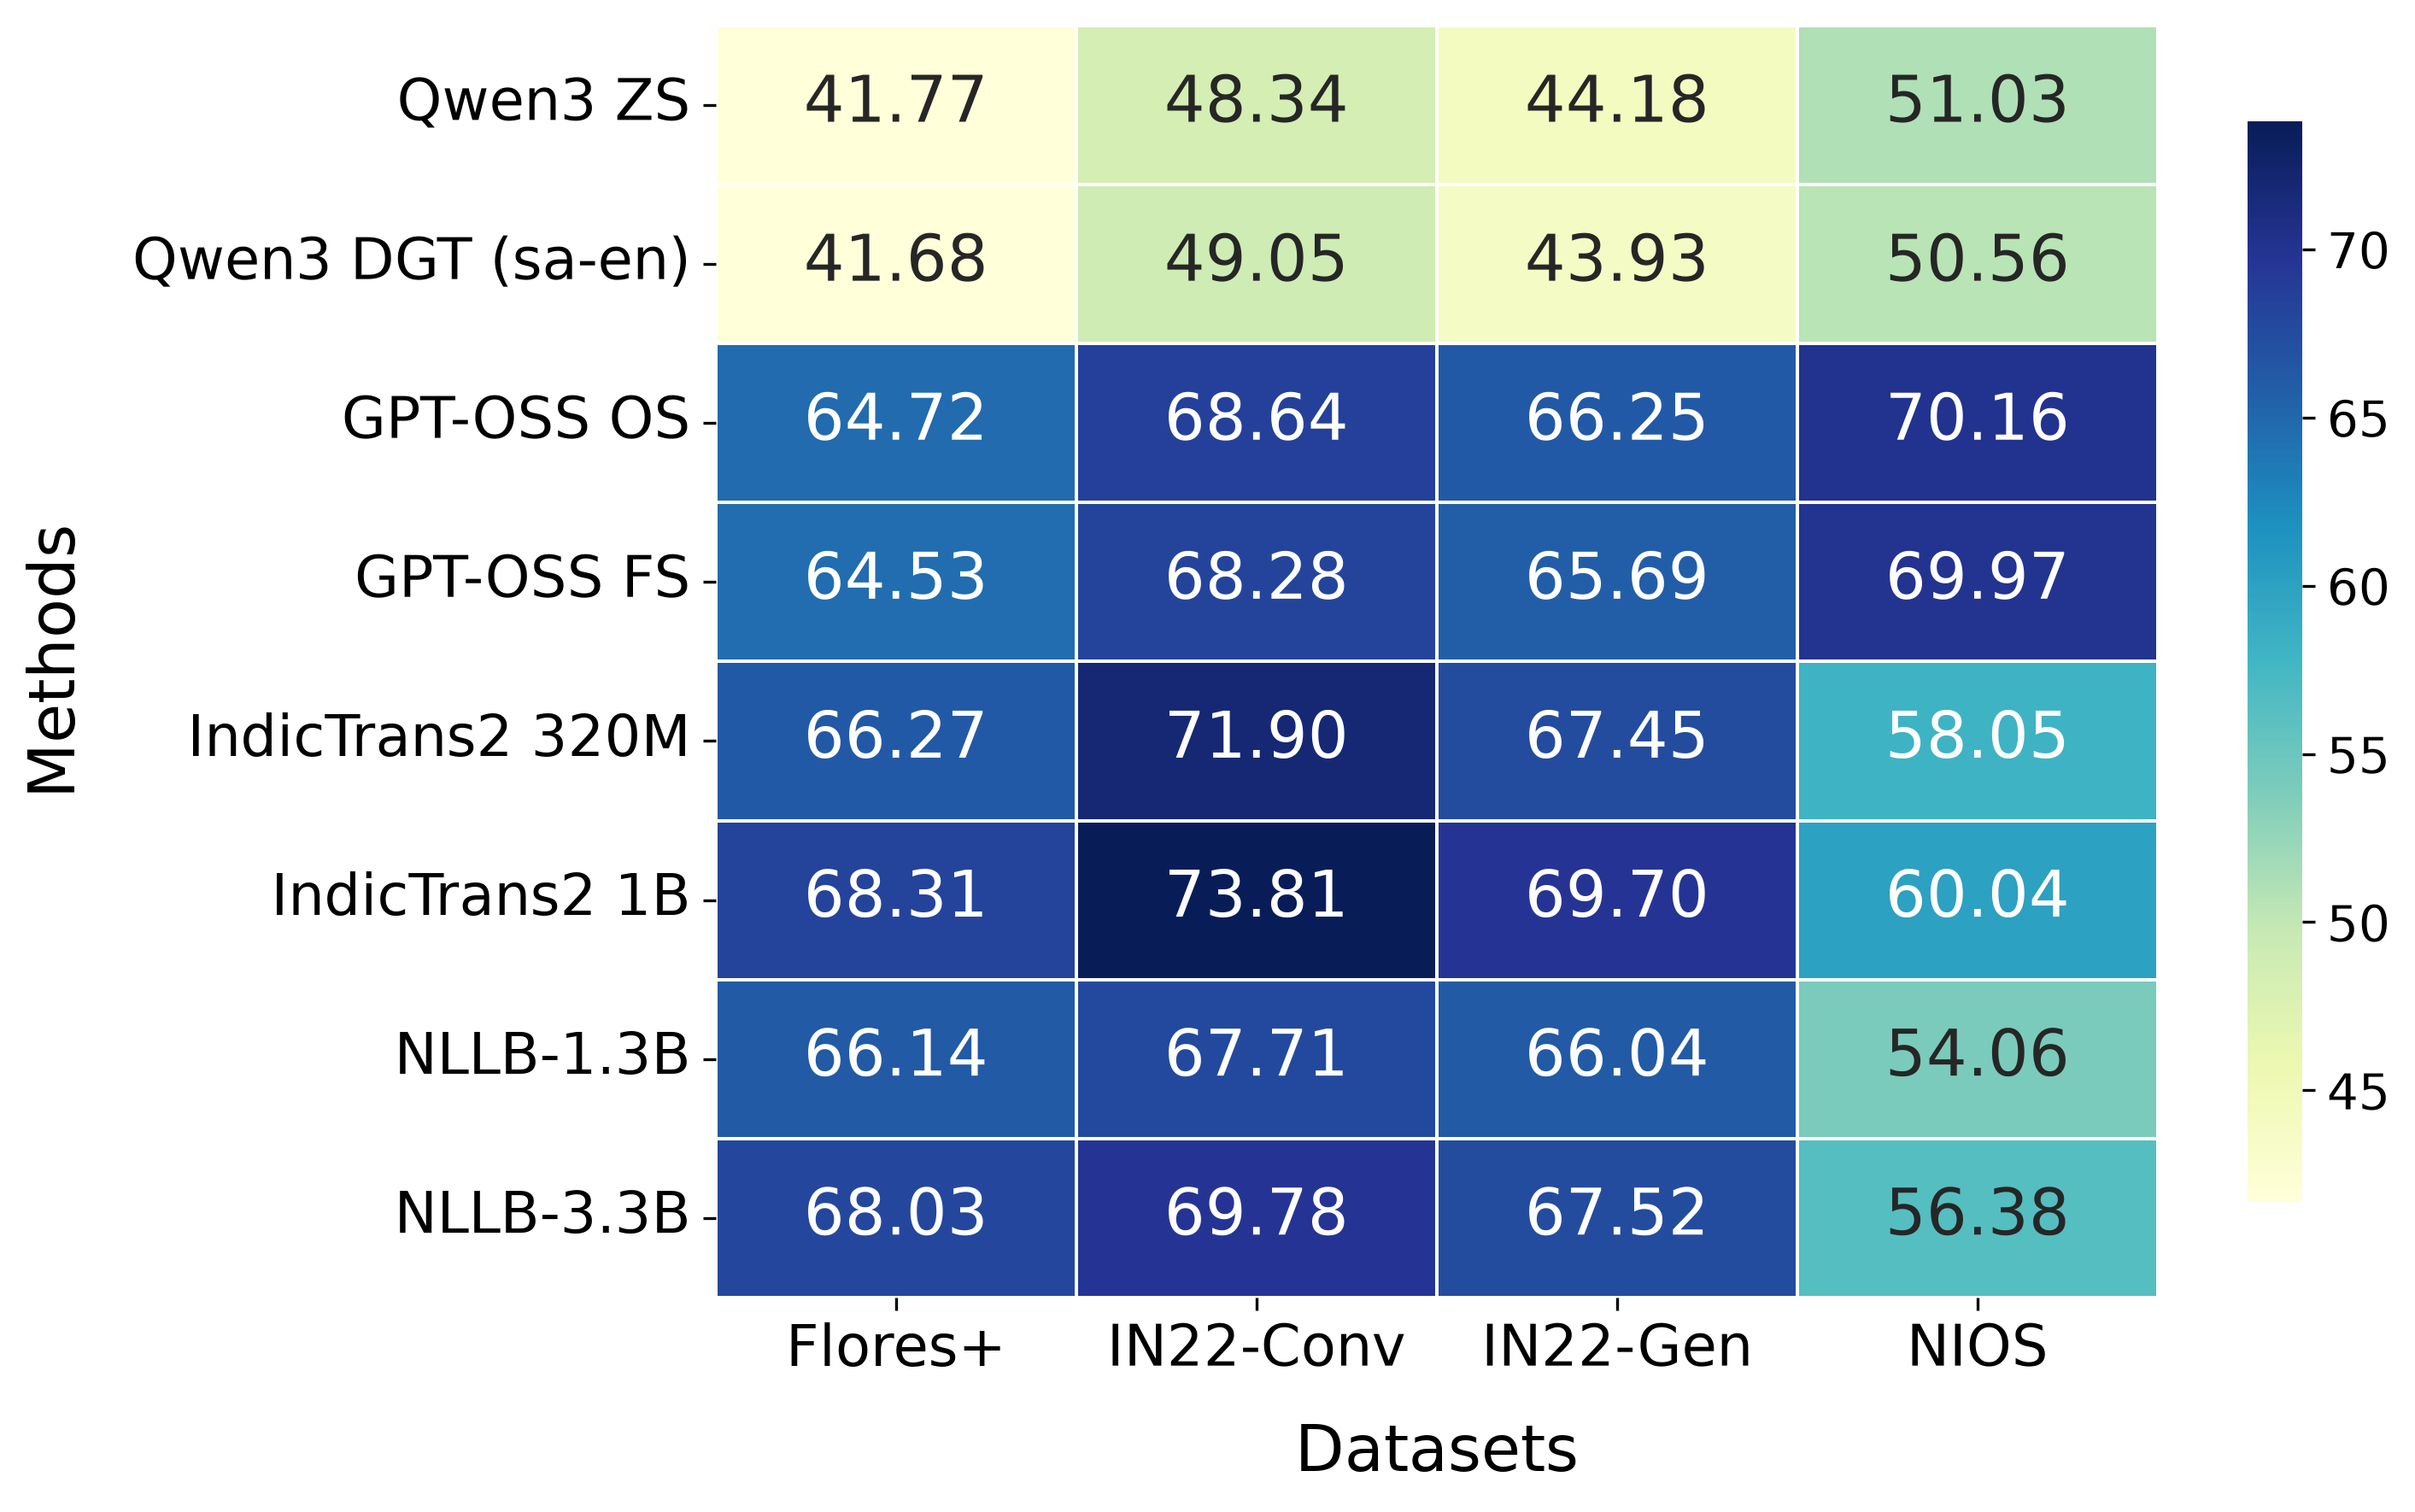 Qwen3 ZS 41.77 48.34 44.18 51.03
Qwen3 DGT (sa-en) 41.68 49.05 43.93 50.56
GPT-OSS OS 64.72 68.64 66.25 70.16
GPT-OSS FS 64.53 68.28 65.69 69.97
IndicTrans2 320M 66.27 71.90 67.45 58.05
IndicTrans2 1B 68.31 73.81 69.70 60.04
NLLB-1.3B 66.14 67.71 66.04 54.06
NLLB-3.3B 68.03 69.78 67.52 56.38
Flores+ IN22-Conv IN22-Gen NIOS
Datasets
Methods
70
65
60
55
50
45